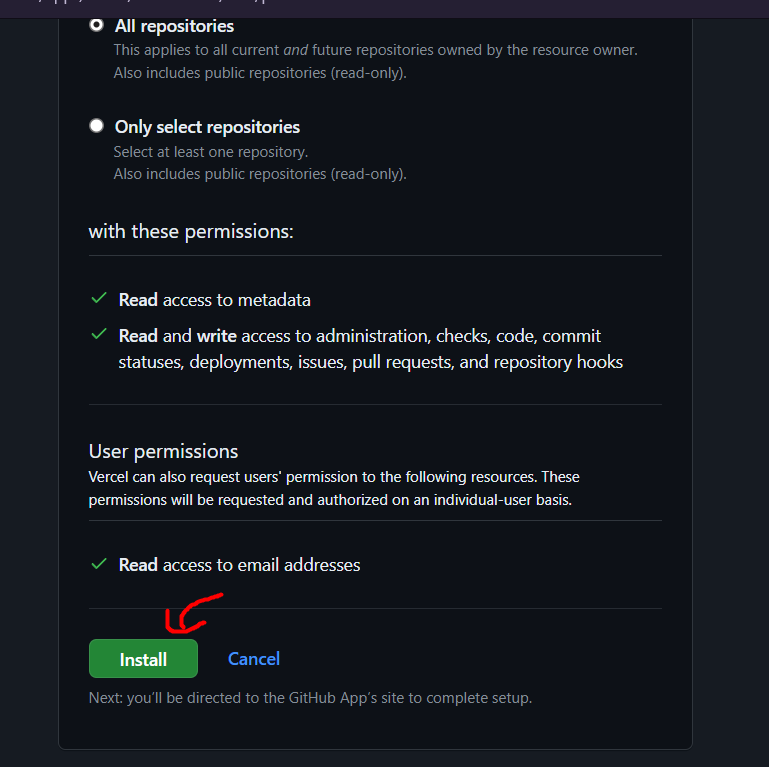 All repositories
This applies to all current and future repositories owned by the resource owner.
Also includes public repositories (read-only).
Only select repositories
Select at least one repository.
Also includes public repositories (read-only).
with these permissions:
Read access to metadata
Read and write access to administration, checks, code, commit
statuses, deployments, issues, pull requests, and repository hooks
User permissions
Vercel can also request users' permission to the following resources. These
permissions will be requested and authorized on an individual-user basis.
Read access to email addresses
Install Cancel
Next: you’ll be directed to the GitHub App’s site to complete setup.